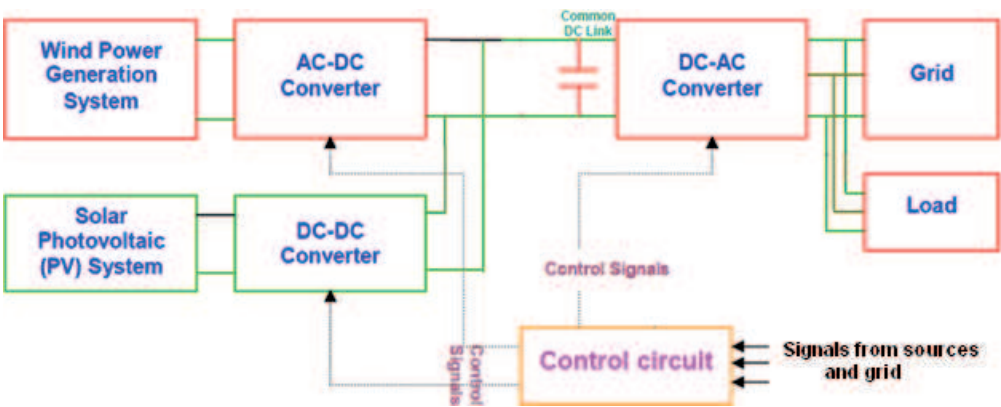 Wind Power
Generation
System
AC-DC
Converter
Common
DC Link
DC-AC
Converter
Grid
Load
Solar
Photovoltaic
(PV) System
DC-DC
Converter
Control Signals
Control
Signals
Control circuit
Signals from sources
and grid